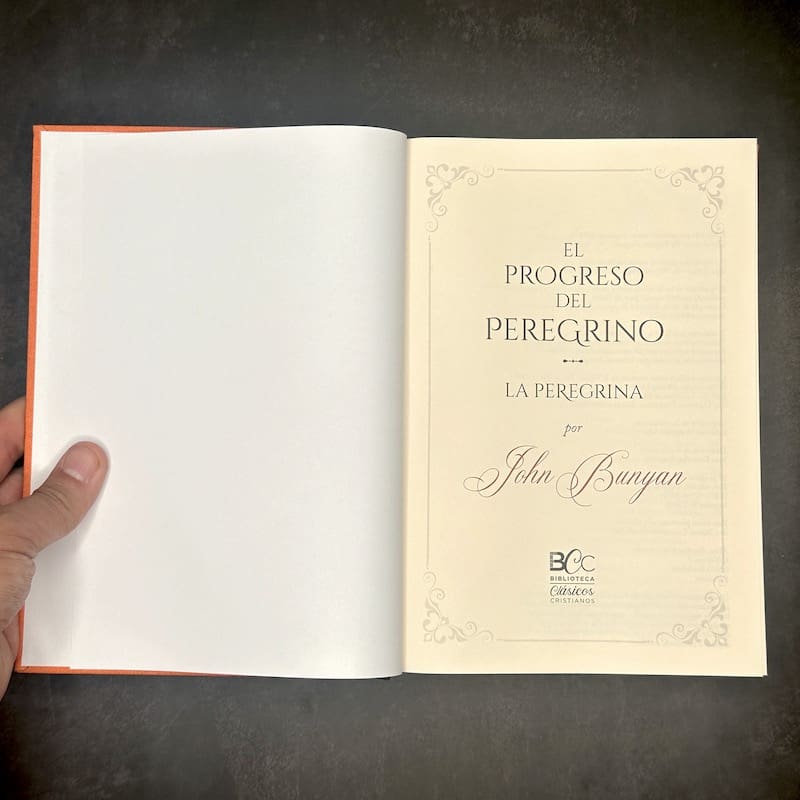 EL
PROGRESO
DEL
PEREGRINO
LA PEREGRINA
por
John Bunyan
BCC
BIBLIOTECA
Clásicos
CRISTIANOS